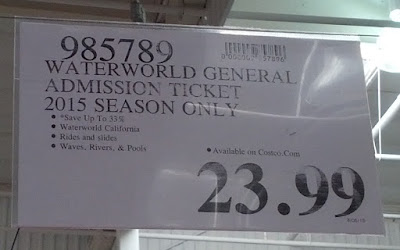 985789
WATERWORLD GENERAL
ADMISSION TICKET
2015 SEASON ONLY
• *Save Up To 35%
• Waterworld California
• Rides and slides
• Waves, Rivers, & Pools
• Available on Costco.Com
23.99